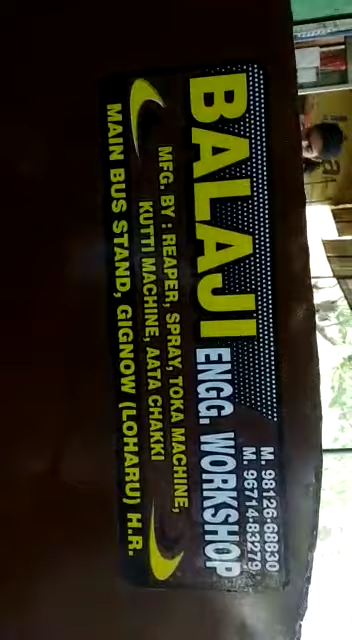 M. 98126-68830
M. 96714-83279
BALAJI ENGG. WORKSHOP
MFG. BY : REAPER, SPRAY, TOKA MACHINE,
KUTTI MACHINE, AATA CHAKKI
MAIN BUS STAND, GIGNOW (LOHARU) H.R.